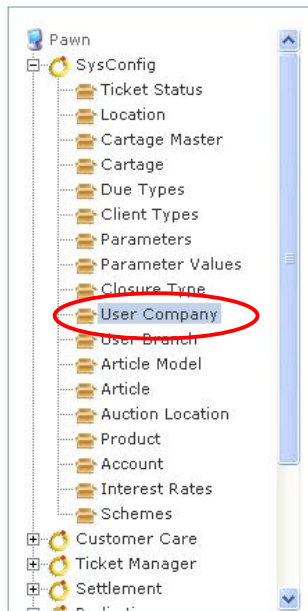 Pawn
SysConfig
Ticket Status
Location
Cartage Master
Cartage
Due Types
Client Types
Parameters
Parameter Values
Closure Type
User Company
User Branch
Article Model
Article
Auction Location
Product
Account
Interest Rates
Schemes
Customer Care
Ticket Manager
Settlement